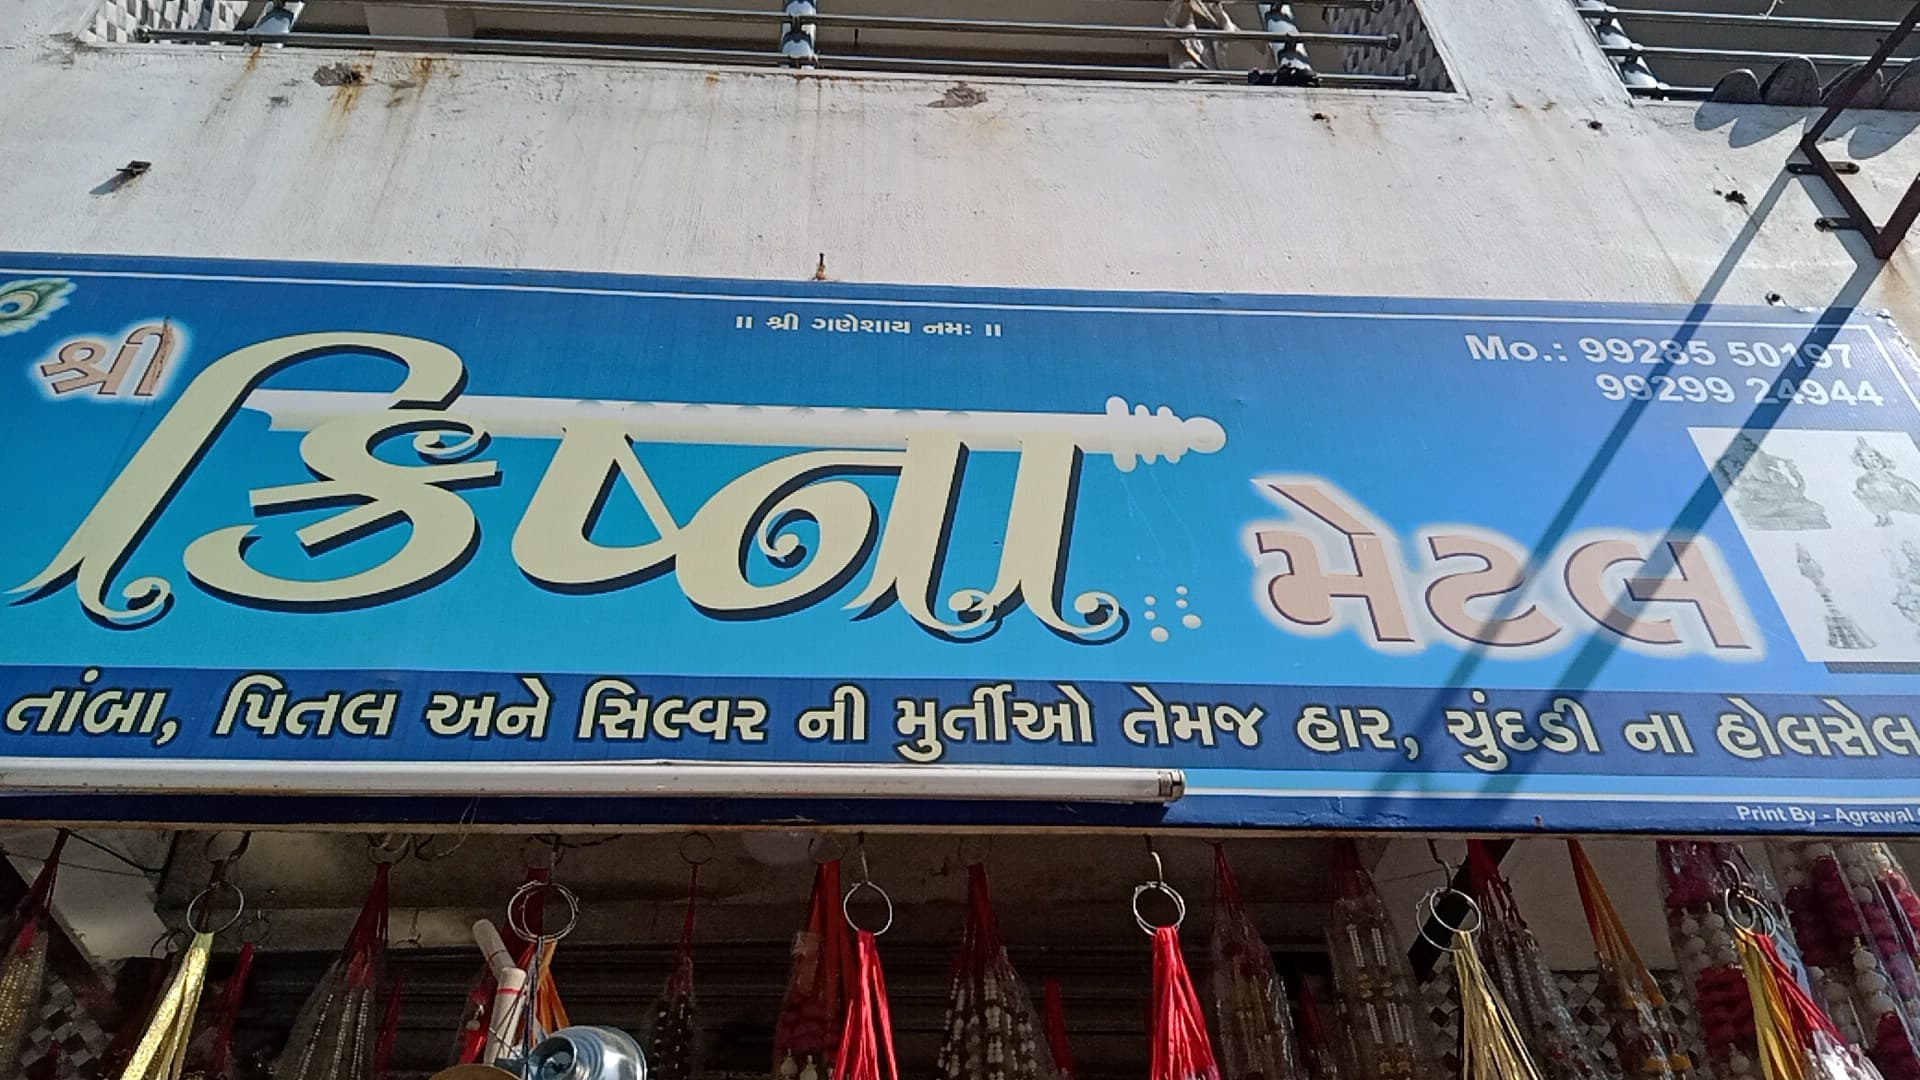 ॥ શ્રી ગણેશાય નમઃ ॥
Mo.: 99285 50197
99299 24944
શ્રી ક્રિષ્ના મેટલ
તાંબા, પિતલ અને સિલ્વર ની મુર્તીઓ તેમજ હાર, ચુંદડી ના હોલસેલ
Print By - Agrawal